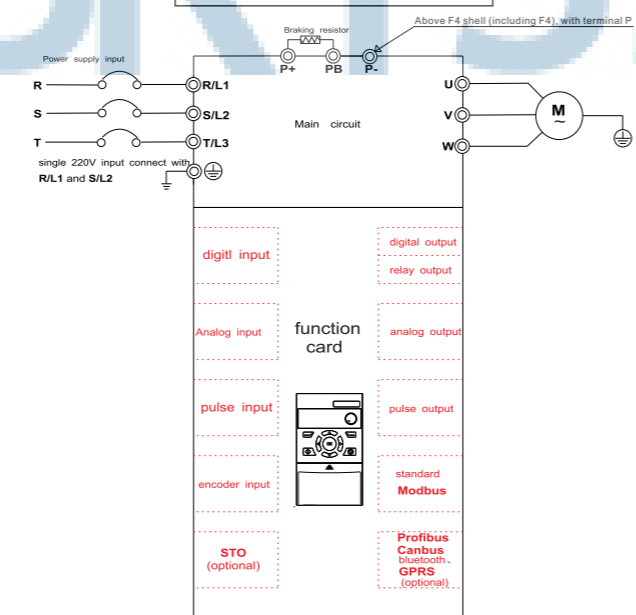 Above F4 shell (including F4), with terminal P
Braking resistor
P+
PB
P-
Power supply input
R
R/L1
S
S/L2
T
T/L3
Main circuit
U
V
W
M
~
single 220V input connect with
R/L1 and S/L2
digitl input
digital output
relay output
Analog input
function
card
analog output
pulse input
pulse output
encoder input
standard
Modbus
STO
(optional)
Profibus
Canbus
bluetooth、
GPRS
(optional)